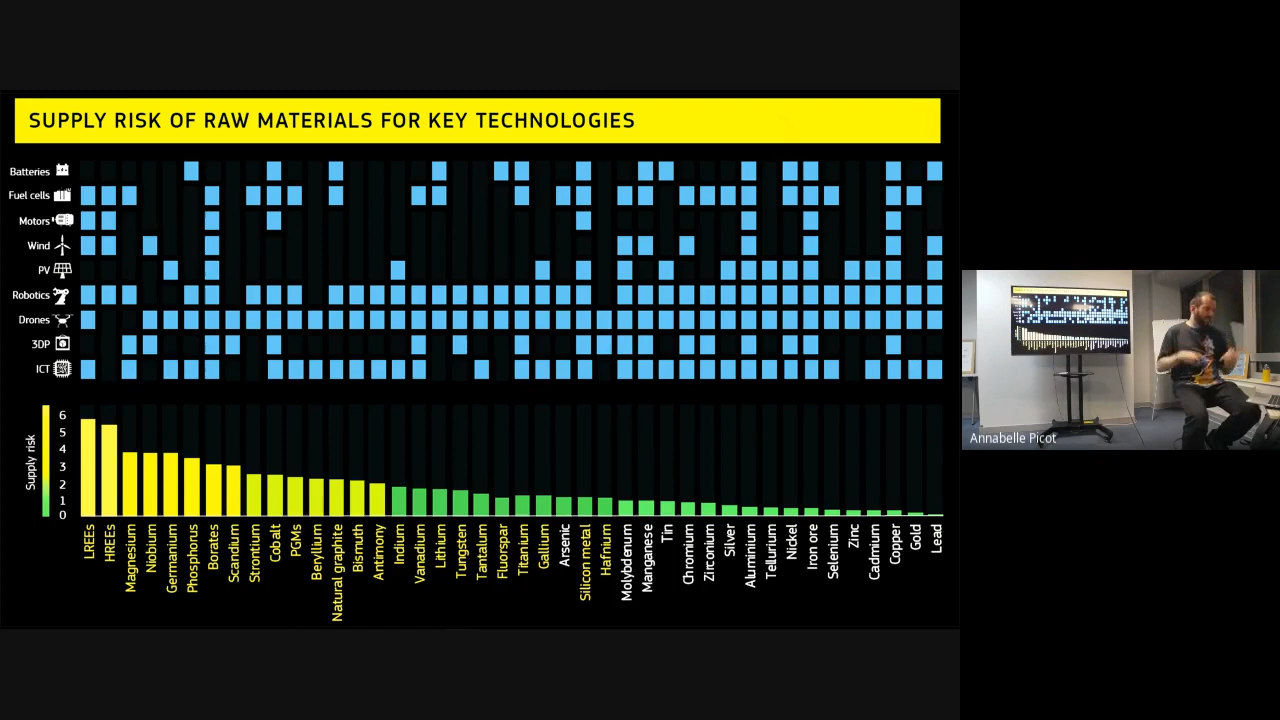 SUPPLY RISK OF RAW MATERIALS FOR KEY TECHNOLOGIES
Batteries
Fuel cells
Motors
Wind
PV
Robotics
Drones
3DP
ICT
Supply risk
6
5
4
3
2
1
0
LREEs
HREEs
Magnesium
Niobium
Germanium
Phosphorus
Borates
Scandium
Strontium
Cobalt
PGMs
Beryllium
Natural graphite
Bismuth
Antimony
Indium
Vanadium
Lithium
Tungsten
Tantalum
Fluorspar
Titanium
Gallium
Arsenic
Silicon metal
Hafnium
Molybdenum
Manganese
Tin
Chromium
Zirconium
Silver
Aluminium
Tellurium
Nickel
Iron ore
Selenium
Zinc
Cadmium
Copper
Gold
Lead
Annabelle Picot